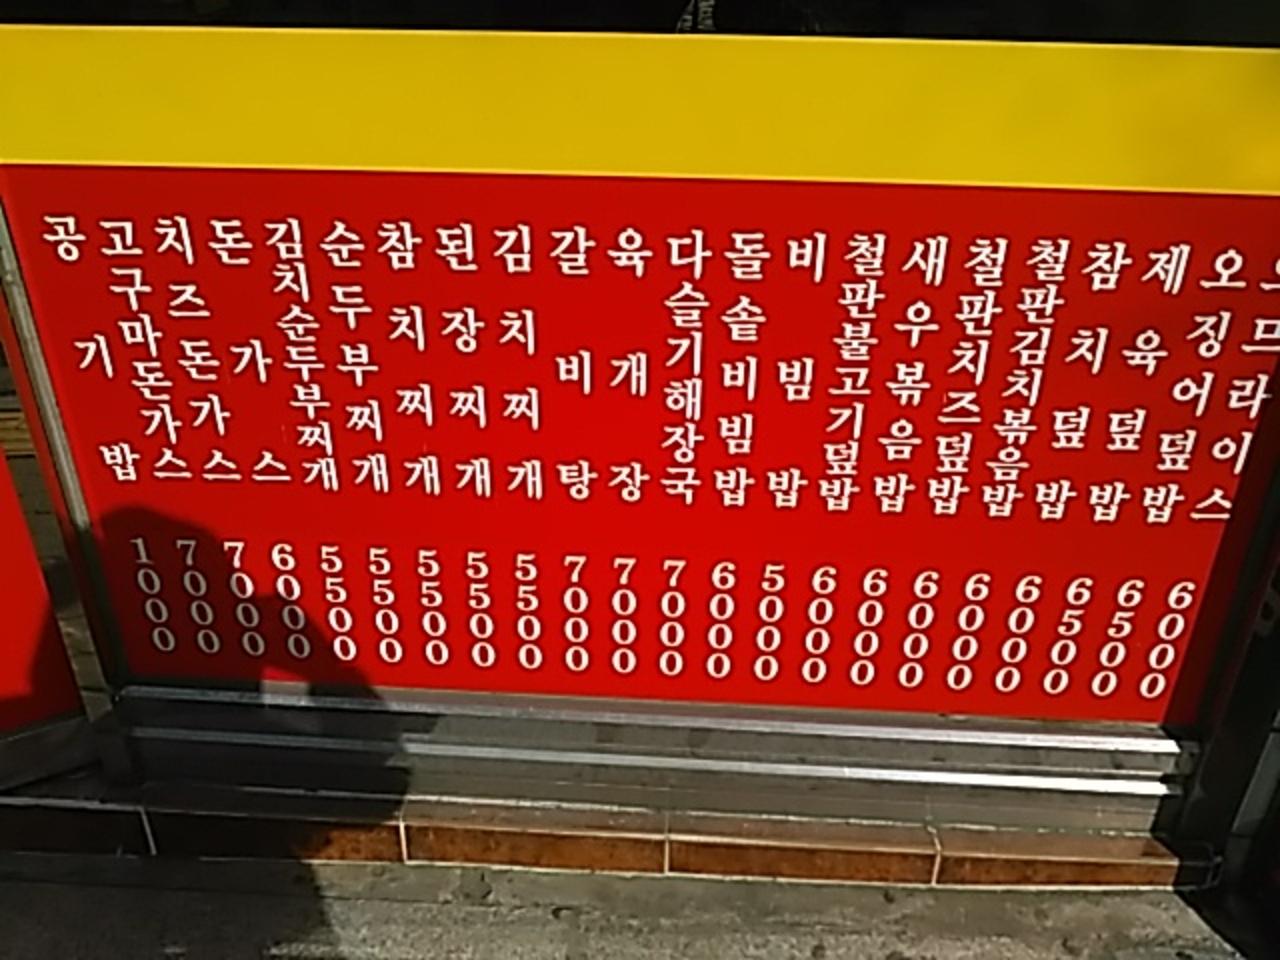 공기밥 1000
고구마돈가스 7000
치즈돈가스 7000
돈가스 6000
김치순두부찌개 5500
순두부찌개 5500
참치찌개 5500
된장찌개 5500
김치찌개 5500
갈비탕 7000
육개장 7000
다슬기해장국 7000
돌솥비빔밥 6000
비빔밥 5000
철판불고기덮밥 6000
새우볶음밥 6000
철판치즈덮밥 6000
철판김치볶음밥 6000
참치덮밥 6000
제육덮밥 6500
오징어덮밥 6500
오므라이스 6000